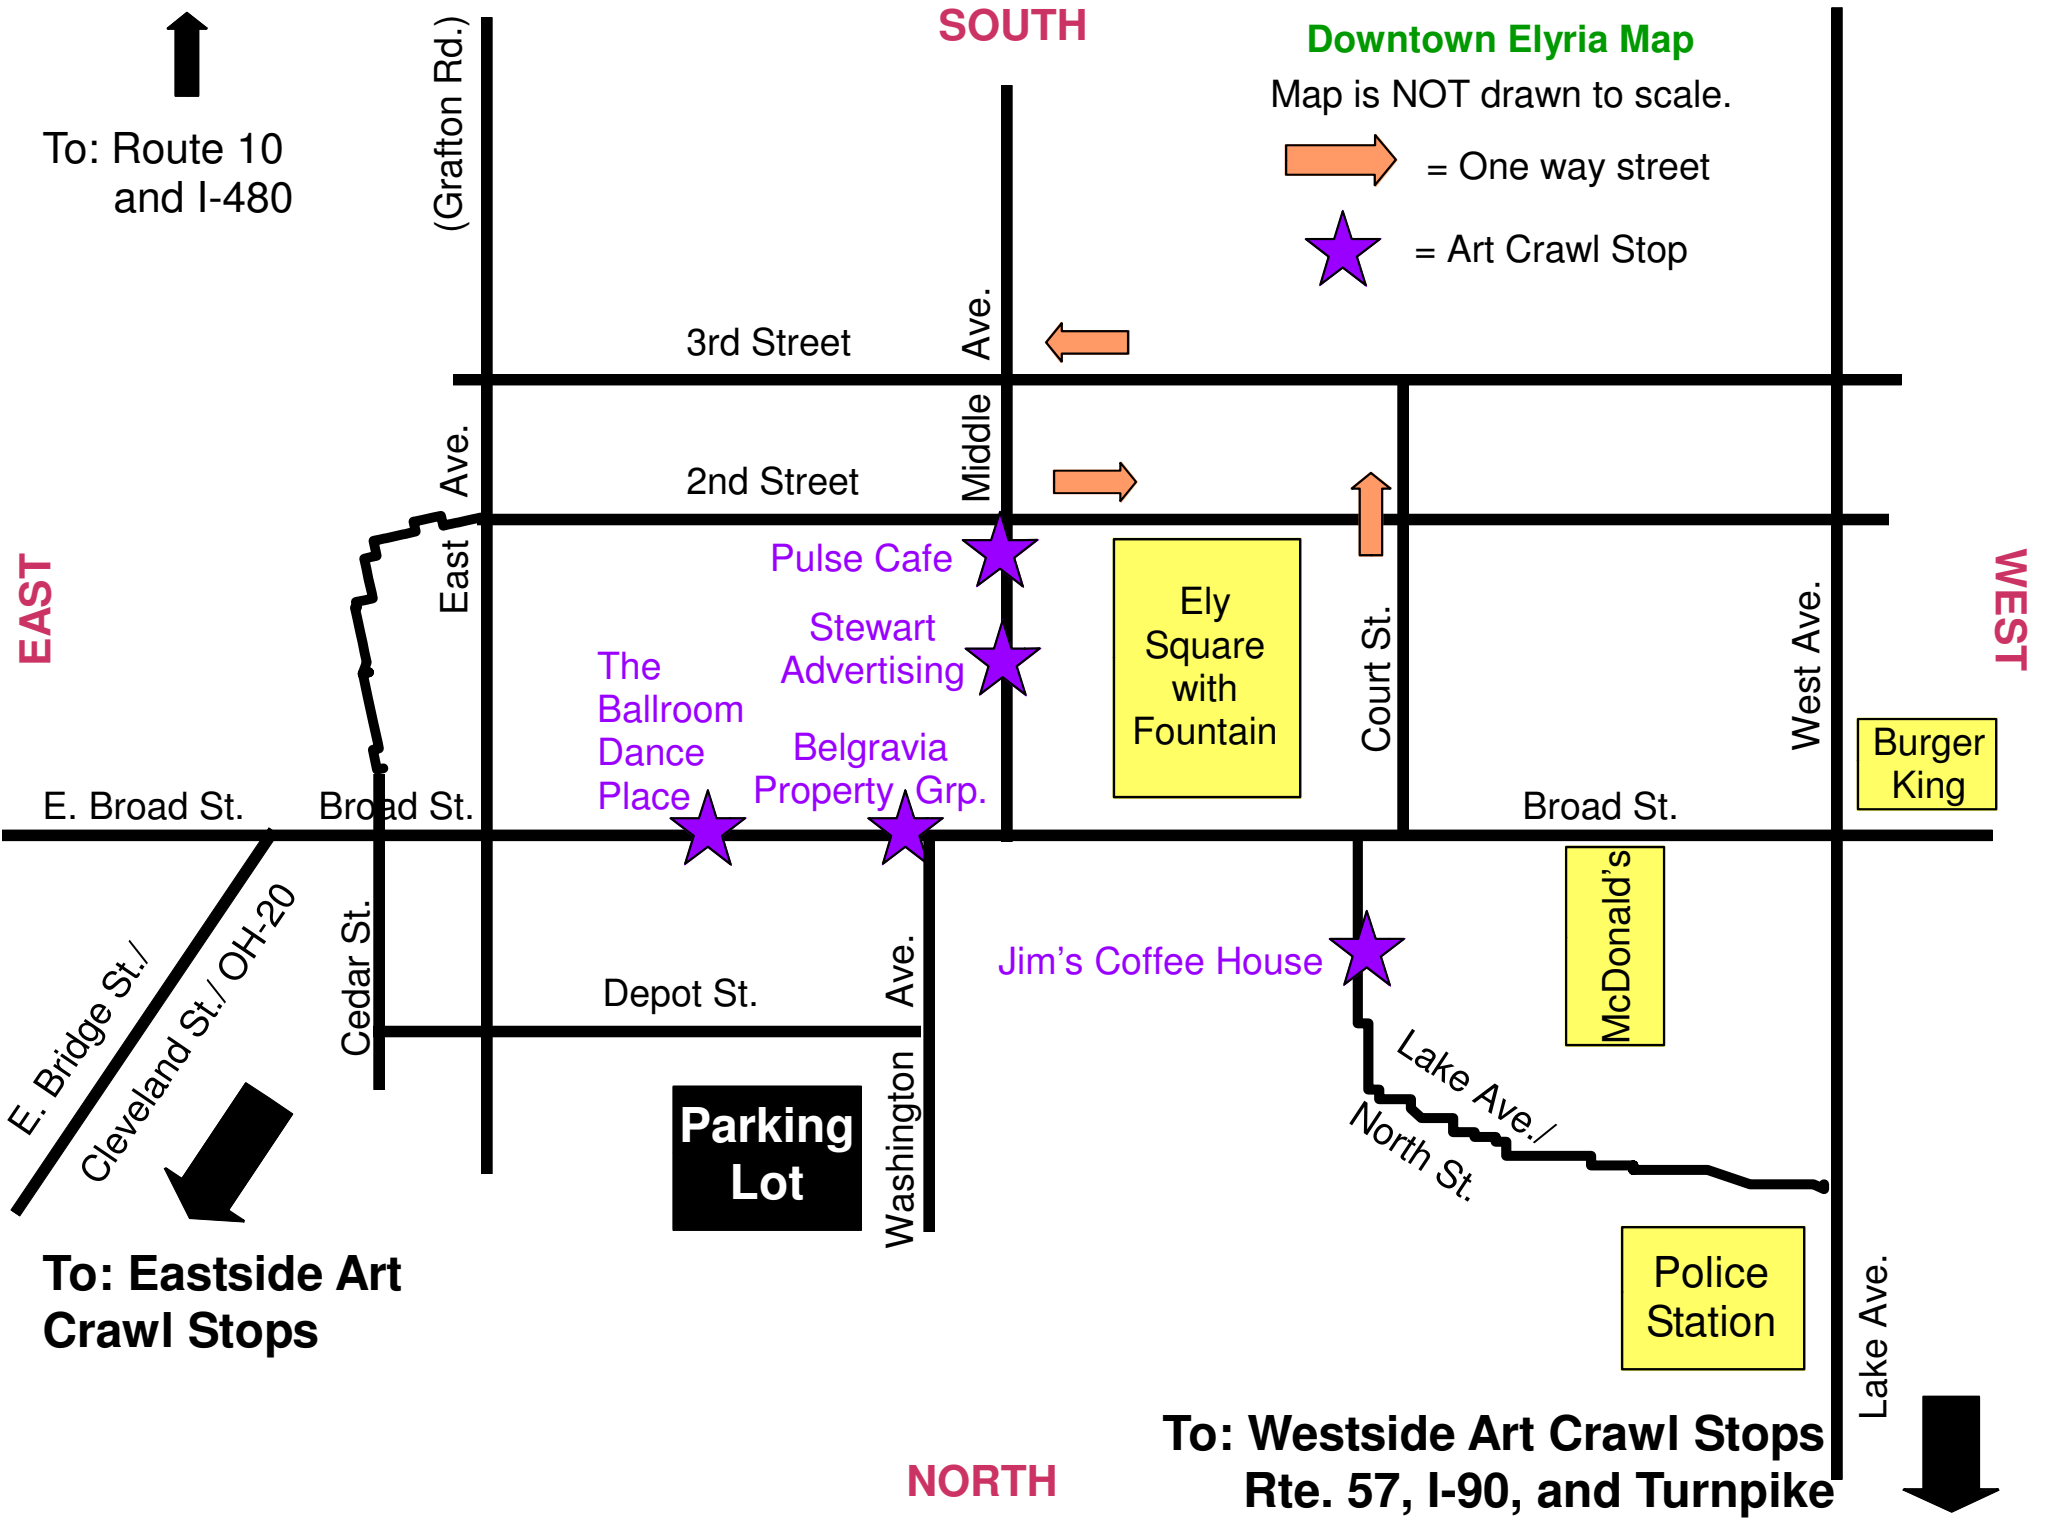 SOUTH
Downtown Elyria Map
Map is NOT drawn to scale.
= One way street
= Art Crawl Stop
To: Route 10
and I-480
(Grafton Rd.)
East Ave.
3rd Street
2nd Street
Middle Ave.
EAST
WEST
Pulse Cafe
Stewart
Advertising
The
Ballroom
Dance
Place
Belgravia
Property Grp.
Ely
Square
with
Fountain
Court St.
West Ave.
Burger
King
E. Broad St.
Broad St.
Broad St.
E. Bridge St./
Cleveland St./ OH-20
Cedar St.
Depot St.
Washington Ave.
Jim's Coffee House
McDonald's
Lake Ave./
North St.
Parking
Lot
Police
Station
Lake Ave.
To: Eastside Art
Crawl Stops
To: Westside Art Crawl Stops
Rte. 57, I-90, and Turnpike
NORTH